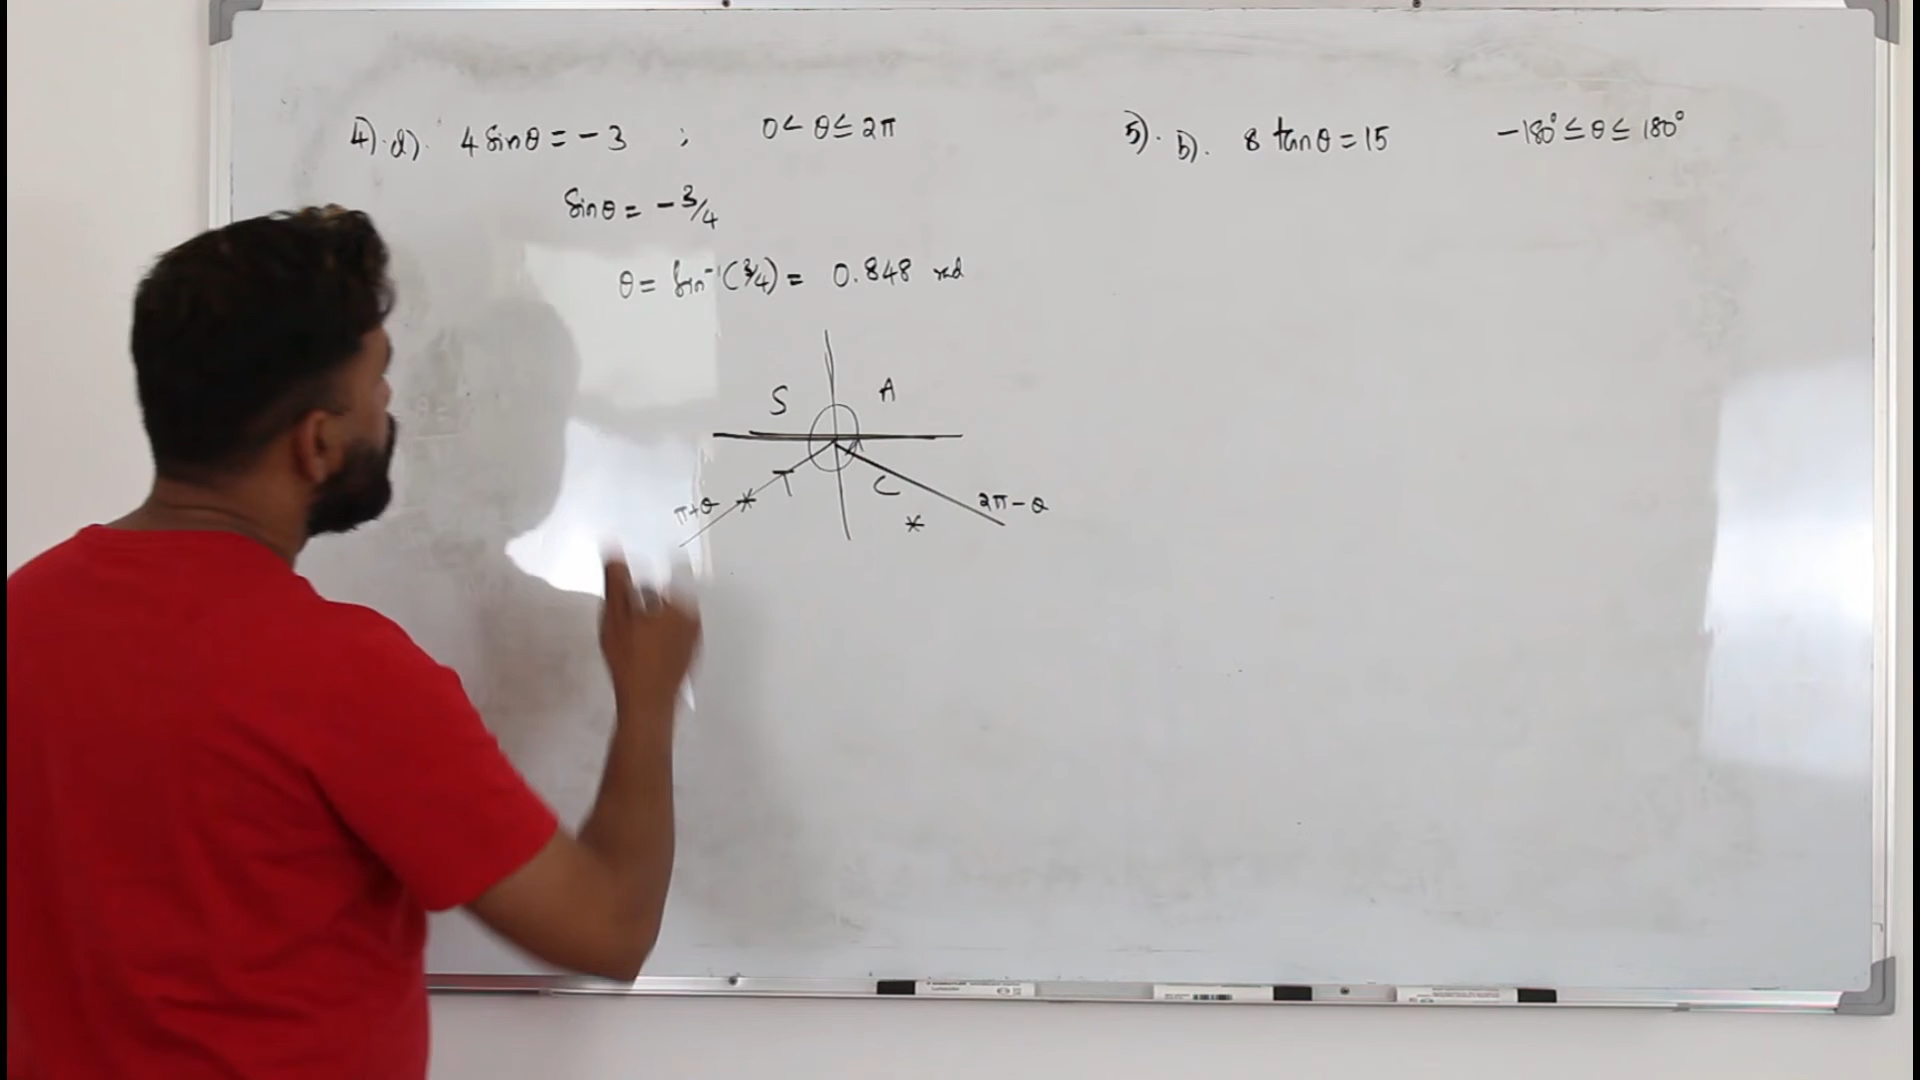 4).d). 4 sinθ = - 3 ; 0 < θ ≤ 2π
sinθ = - 3/4
θ = sin⁻¹(3/4) = 0.848 rad
S A
T C
π+θ 2π - θ
5). b). 8 tanθ = 15 -180° ≤ θ ≤ 180°